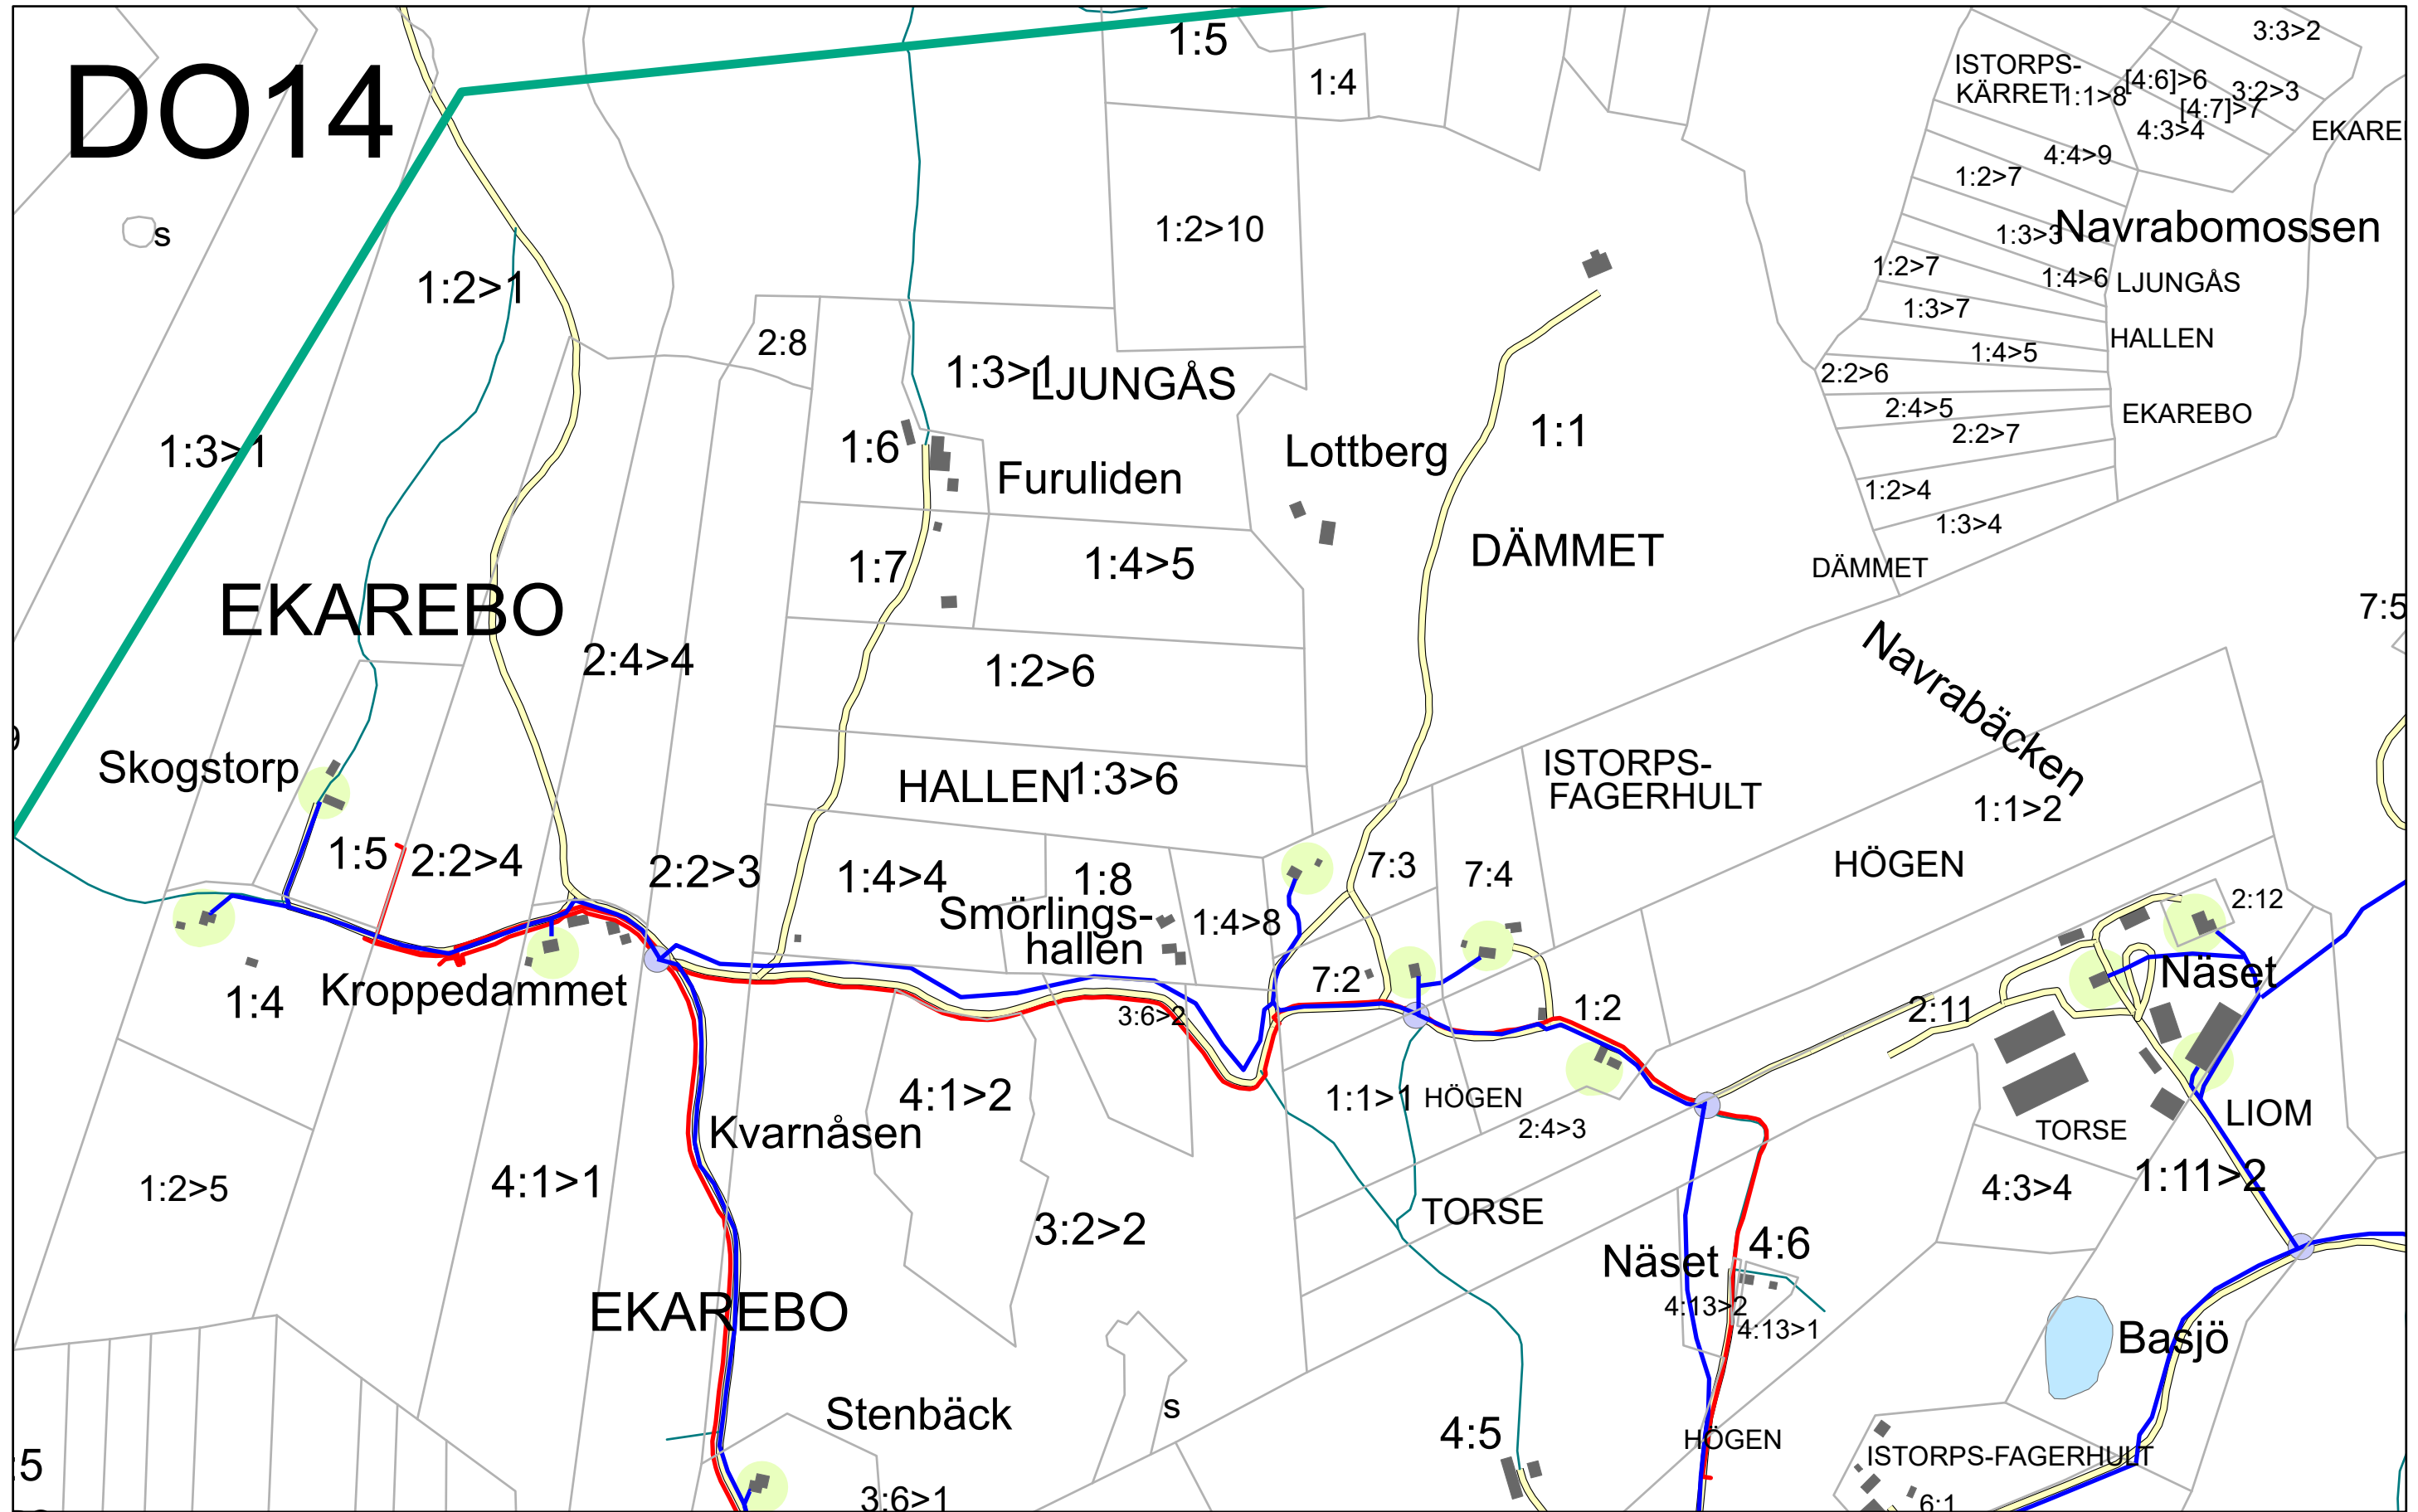 DO14
1:5
1:4
3:3>2
ISTORPS-
KÄRRET
1:1>8
[4:6]>6
3:2>3
[4:7]>7
4:3>4
EKARE
4:4>9
1:2>7
s
1:2>10
1:3>3
Navrabomossen
1:2>1
1:2>7
1:4>6
LJUNGÅS
1:3>7
2:8
HALLEN
1:4>5
1:3>1
LJUNGÅS
2:2>6
2:4>5
EKAREBO
1:3>1
1:6
Furuliden
Lottberg
1:1
2:2>7
1:2>4
1:3>4
1:7
1:4>5
DÄMMET
DÄMMET
EKAREBO
7:5
2:4>4
1:2>6
Navrabäcken
Skogstorp
HALLEN
1:3>6
ISTORPS-
FAGERHULT
1:1>2
1:5
2:2>4
2:2>3
1:4>4
1:8
7:3
7:4
HÖGEN
Smörlings-
hallen
1:4>8
2:12
1:4
Kroppedammet
7:2
Näset
3:6>2
1:2
2:11
4:1>2
1:1>1
HÖGEN
2:4>3
TORSE
LIOM
Kvarnåsen
1:2>5
4:1>1
4:3>4
1:11>2
3:2>2
TORSE
Näset
4:6
EKAREBO
4:13>2
4:13>1
Basjö
Stenbäck
s
4:5
HÖGEN
ISTORPS-FAGERHULT
:5
3:6>1
6:1